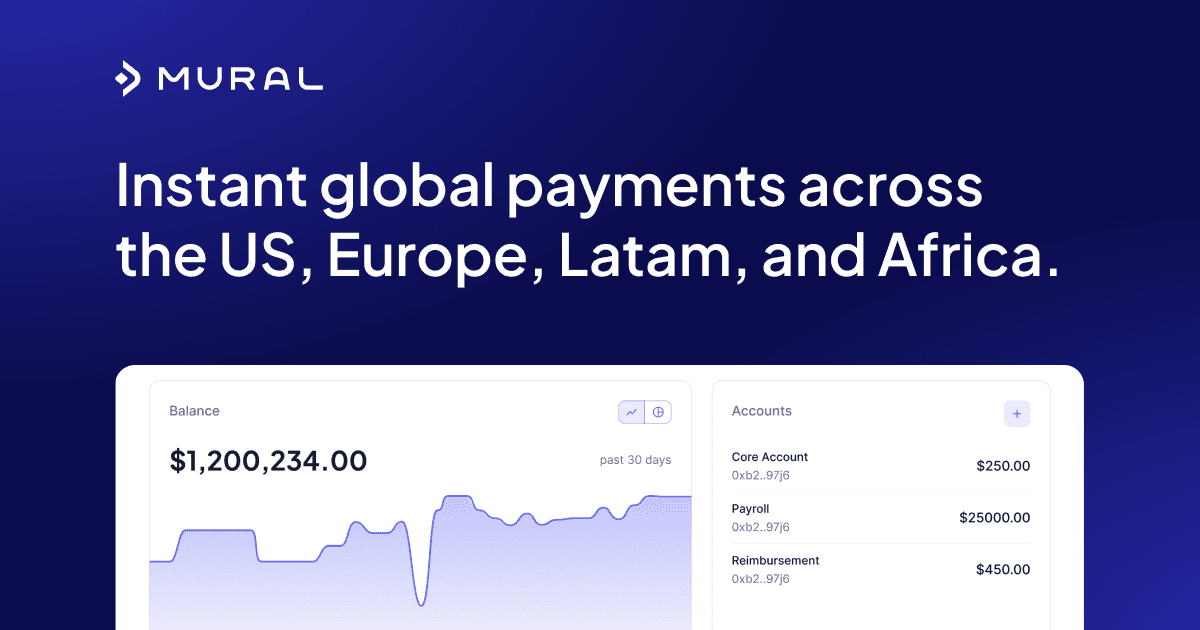 MURAL
Instant global payments across
the US, Europe, Latam, and Africa.
Balance
$1,200,234.00
past 30 days
Accounts
+
Core Account
0xb2..97j6
$250.00
Payroll
0xb2..97j6
$25000.00
Reimbursement
0xb2..97j6
$450.00